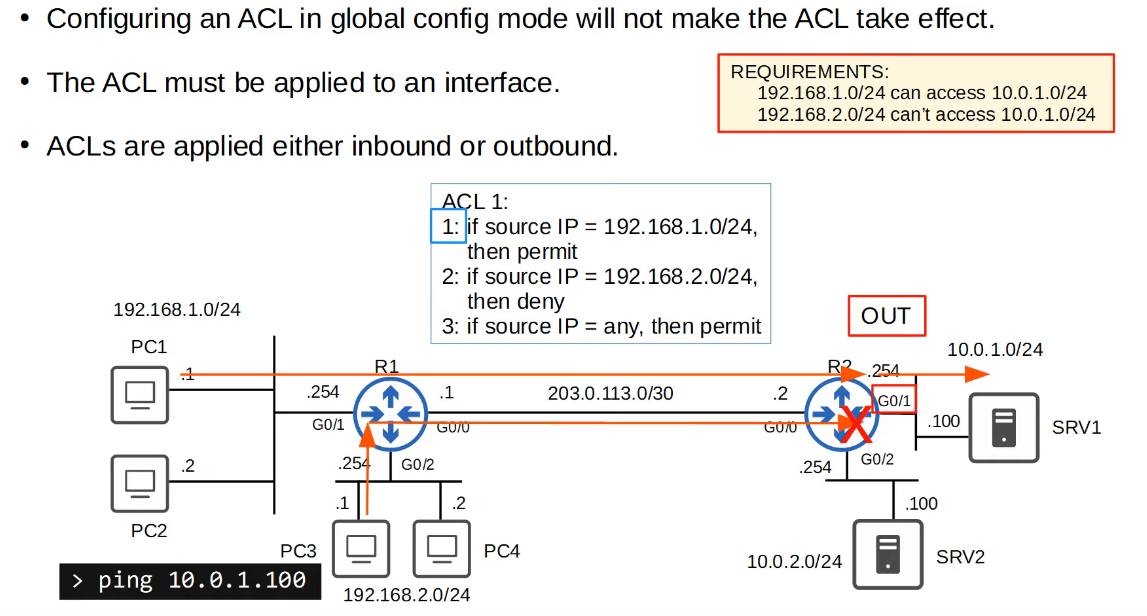 • Configuring an ACL in global config mode will not make the ACL take effect.
• The ACL must be applied to an interface.
REQUIREMENTS:
192.168.1.0/24 can access 10.0.1.0/24
192.168.2.0/24 can’t access 10.0.1.0/24
• ACLs are applied either inbound or outbound.
ACL 1:
1: if source IP = 192.168.1.0/24,
then permit
2: if source IP = 192.168.2.0/24,
then deny
3: if source IP = any, then permit
192.168.1.0/24
OUT
PC1
10.0.1.0/24
R1
R2
.1
.254
.254
.1
203.0.113.0/30
.2
G0/1
G0/1
G0/0
G0/0
.100
SRV1
PC2
.2
.254
G0/2
.254
G0/2
.1
.2
.100
PC3
PC4
10.0.2.0/24
SRV2
> ping 10.0.1.100
192.168.2.0/24